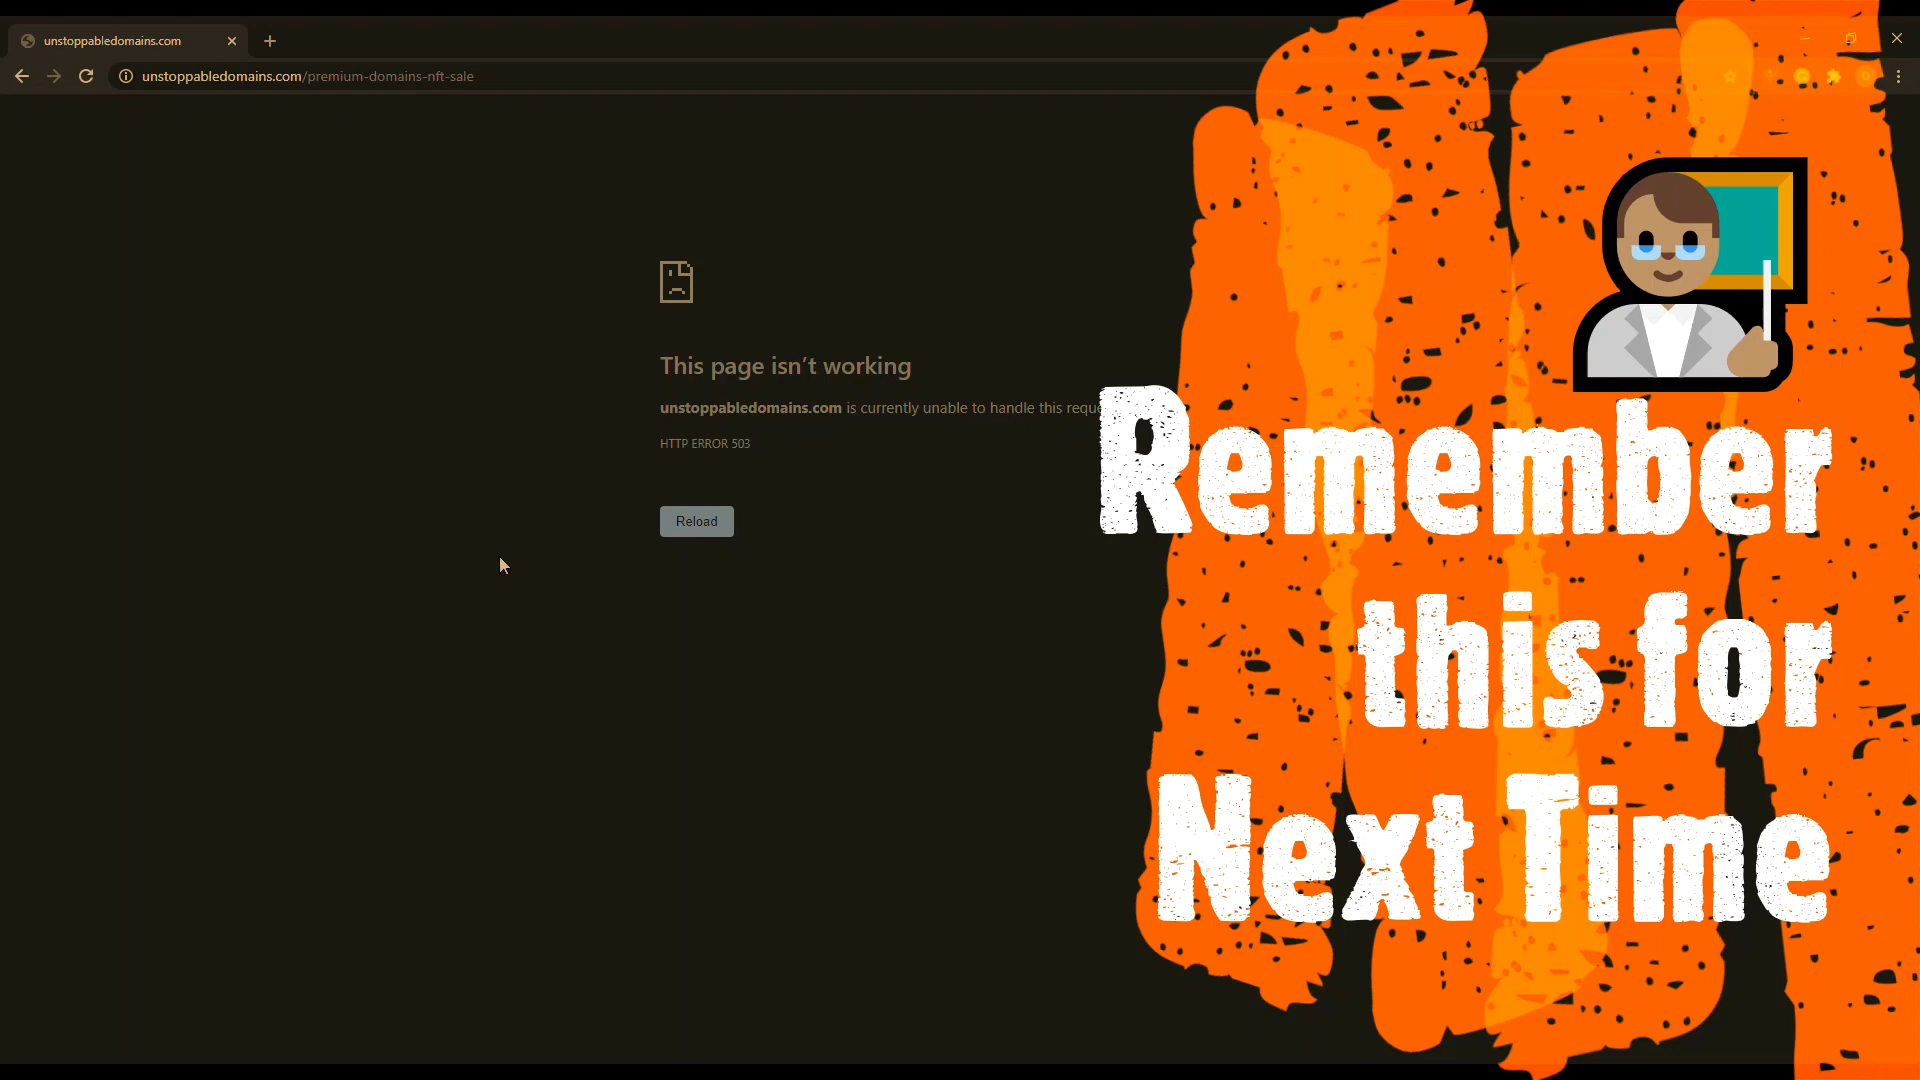 unstoppabledomains.com
unstoppabledomains.com/premium-domains-nft-sale
This page isn’t working
unstoppabledomains.com is currently unable to handle this reque
HTTP ERROR 503
Reload
Remember
this for
Next Time